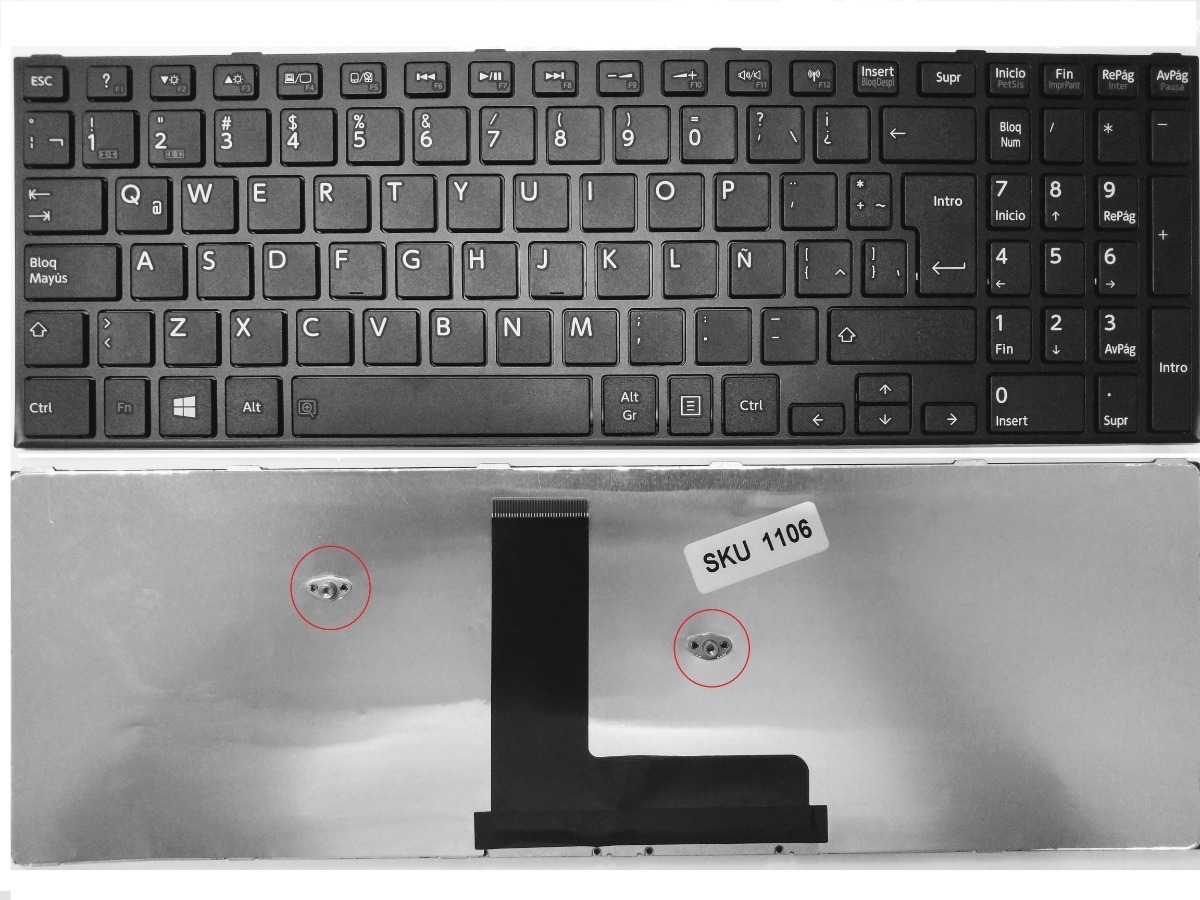 ESC ? F1 F2 F3 F4 F5 F6 F7 F8 F9 F10 F11 F12 Insert BloqDespl Supr Inicio PetSis Fin ImprPant RePág Inter AvPág Pausa
° | ¬ ! 1 " 2 # 3 $ 4 % 5 & 6 / 7 ( 8 ) 9 = 0 ? ' \ ¡ ¿ ← Bloq Num / * −
Q @ W E R T Y U I O P ¨ ´ * + ~ Intro 7 Inicio 8 ↑ 9 RePág +
Bloq Mayús A S D F G H J K L Ñ [ { ^ ] } ` 4 ← 5 6 →
> < Z X C V B N M ; , : . _ - 1 Fin 2 ↓ 3 AvPág Intro
Ctrl Fn Alt Alt Gr Ctrl ← ↑ ↓ → 0 Insert . Supr
SKU 1106